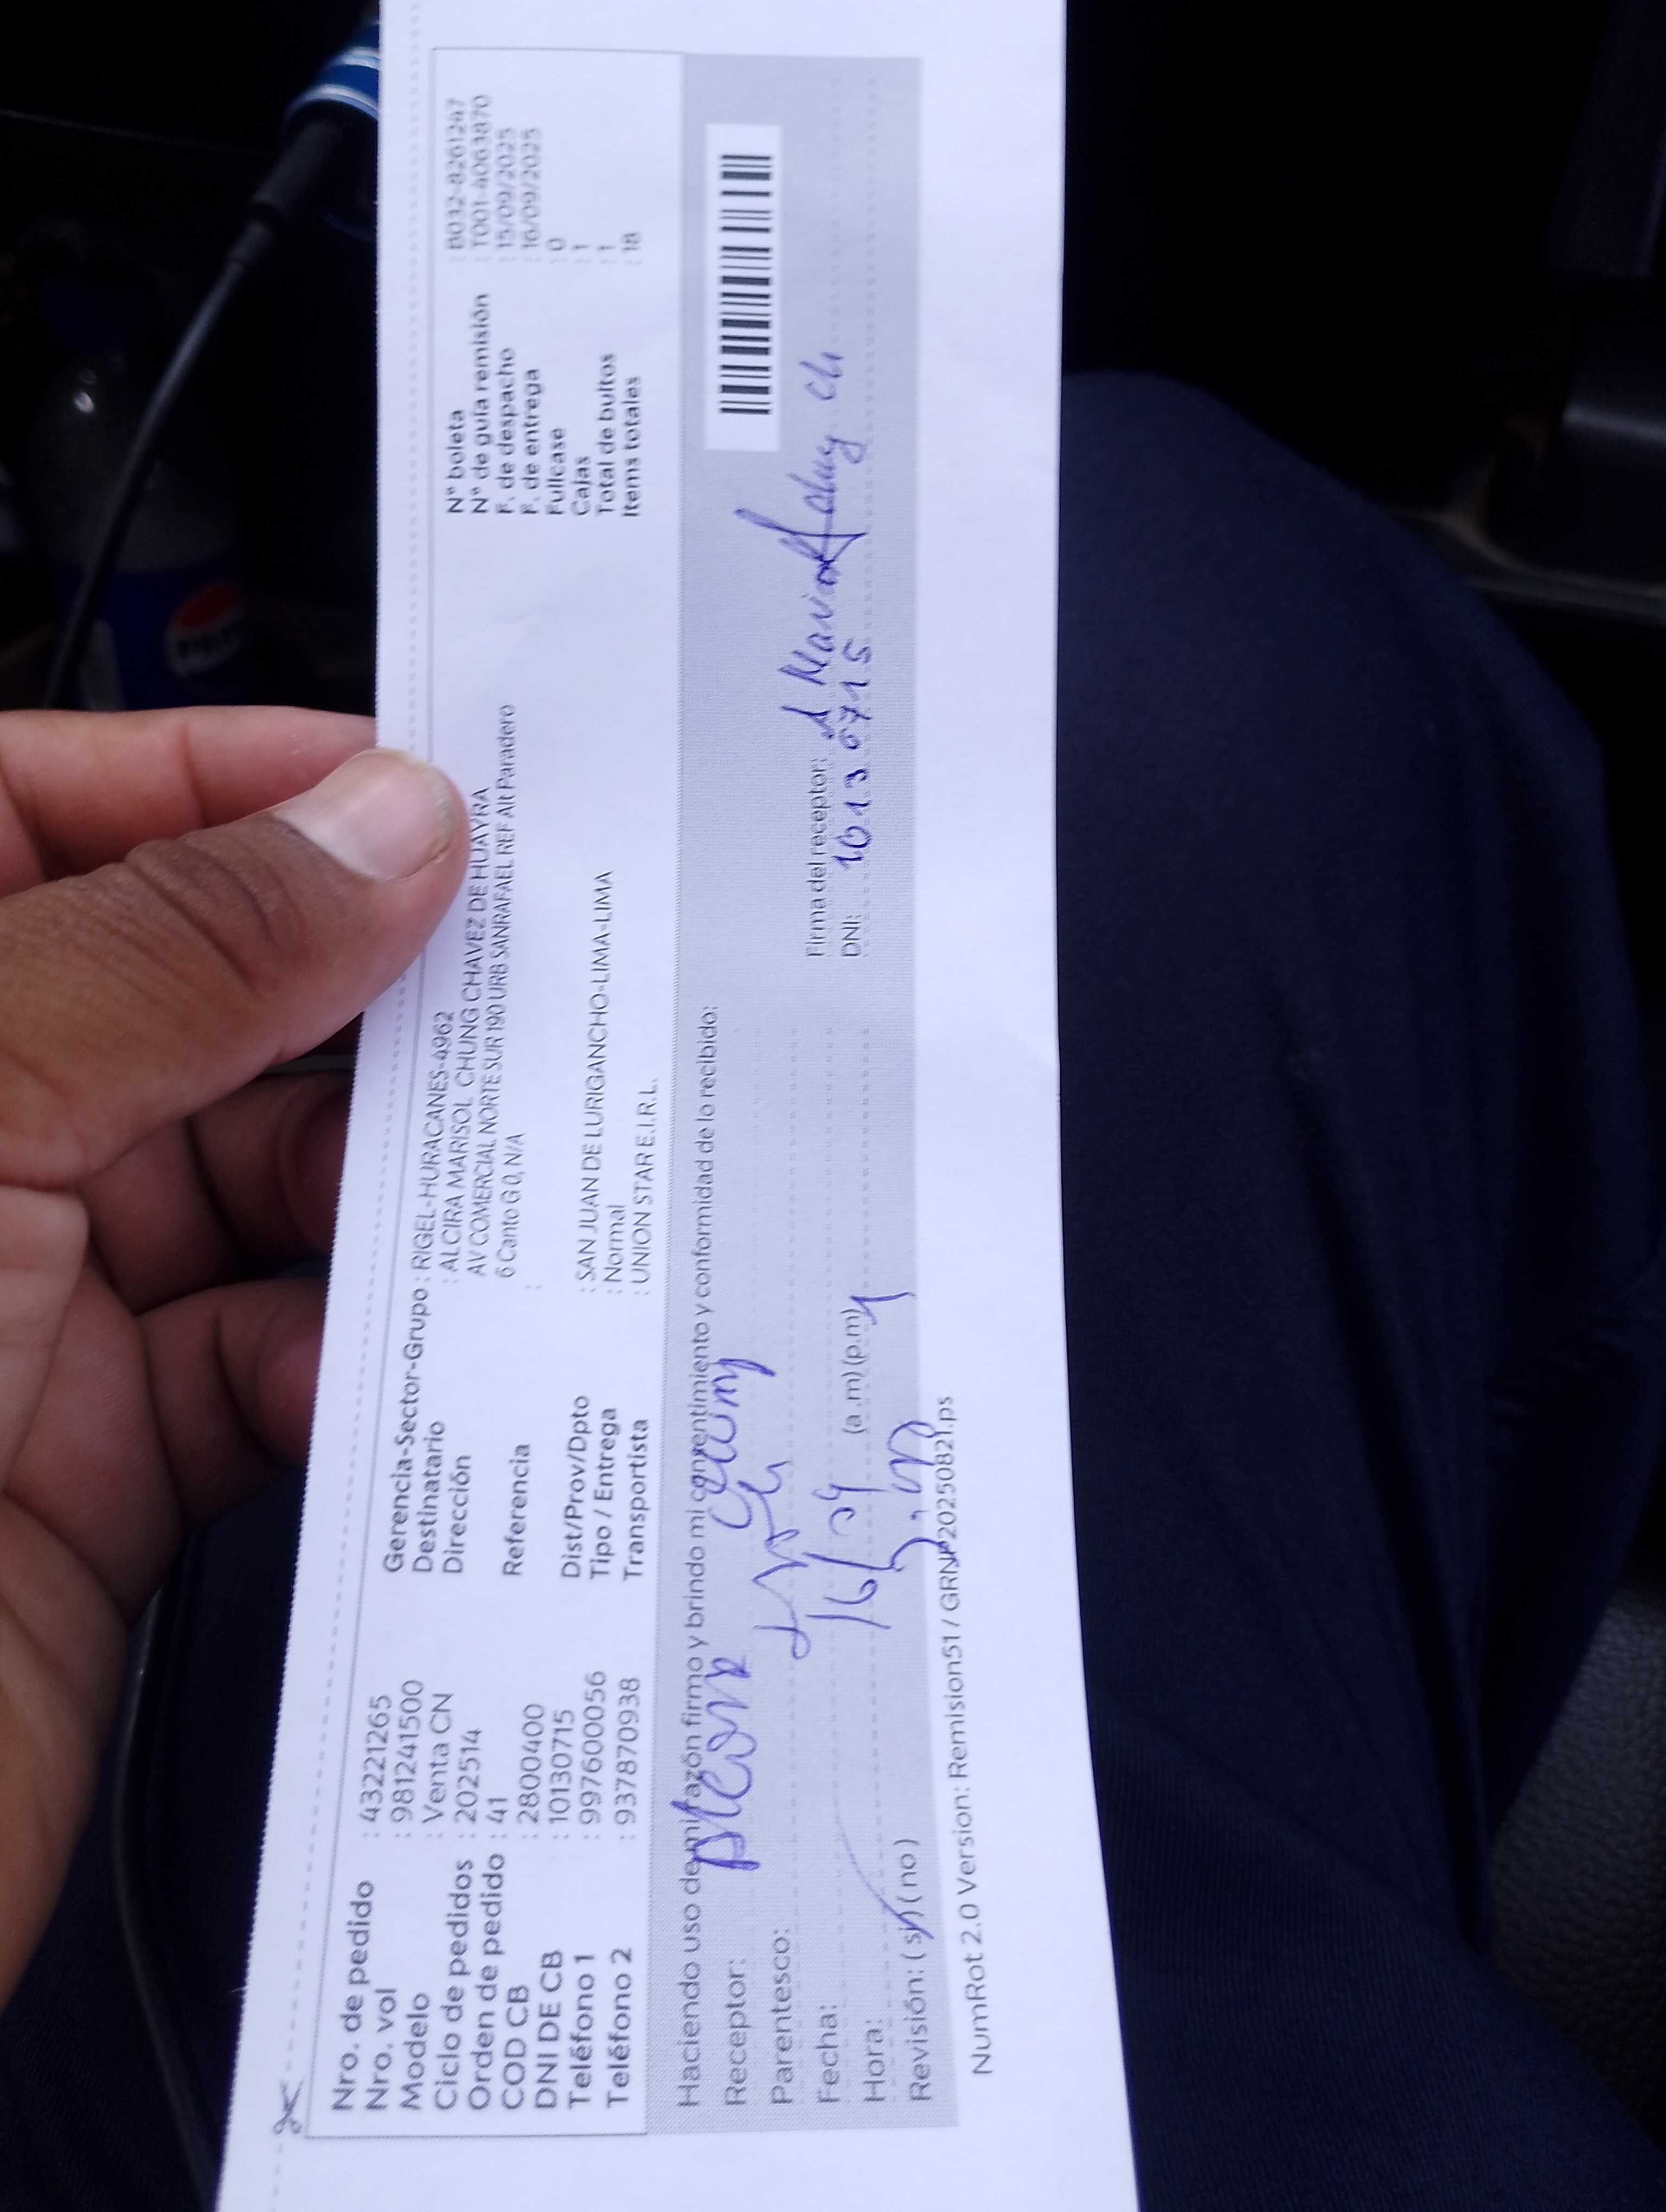 Nro. de pedido : 43221265
Nro. vol : 981241500
Modelo : Venta CN
Ciclo de pedidos : 202514
Orden de pedido : 41
COD CB : 2800400
DNI DE CB : 10130715
Teléfono 1 : 997600056
Teléfono 2 : 937870938
Gerencia-Sector-Grupo : RIGEL-HURACANES-4962
Destinatario : ALCIRA MARISOL CHUNG CHAVEZ DE HUAYRA
Dirección AV COMERCIAL NORTE SUR 190 URB SANRAFAEL REF Alt Paradero
6 Canto G0, N/A
Referencia :
Dist/Prov/Dpto : SAN JUAN DE LURIGANCHO-LIMA-LIMA
Tipo / Entrega : Normal
Transportista : UNION STAR E.I.R.L.
N° boleta : B032-8261247
N° de guía remisión : T001-4063870
F. de despacho : 15/09/2025
F. de entrega : 16/09/2025
Fullcase : 0
Cajas : 1
Total de bultos : 1
Items totales : 18
Haciendo uso de mi razón firmo y brindo mi consentimiento y conformidad de lo recibido:
Receptor:
Parentesco:
Fecha: 16/09
Hora: (a.m) (p.m)
Revisión: (si) (no)
Firma del receptor:
DNI: 10130715
NumRot 2.0 Version: Remision51 / GRNP20250821.ps